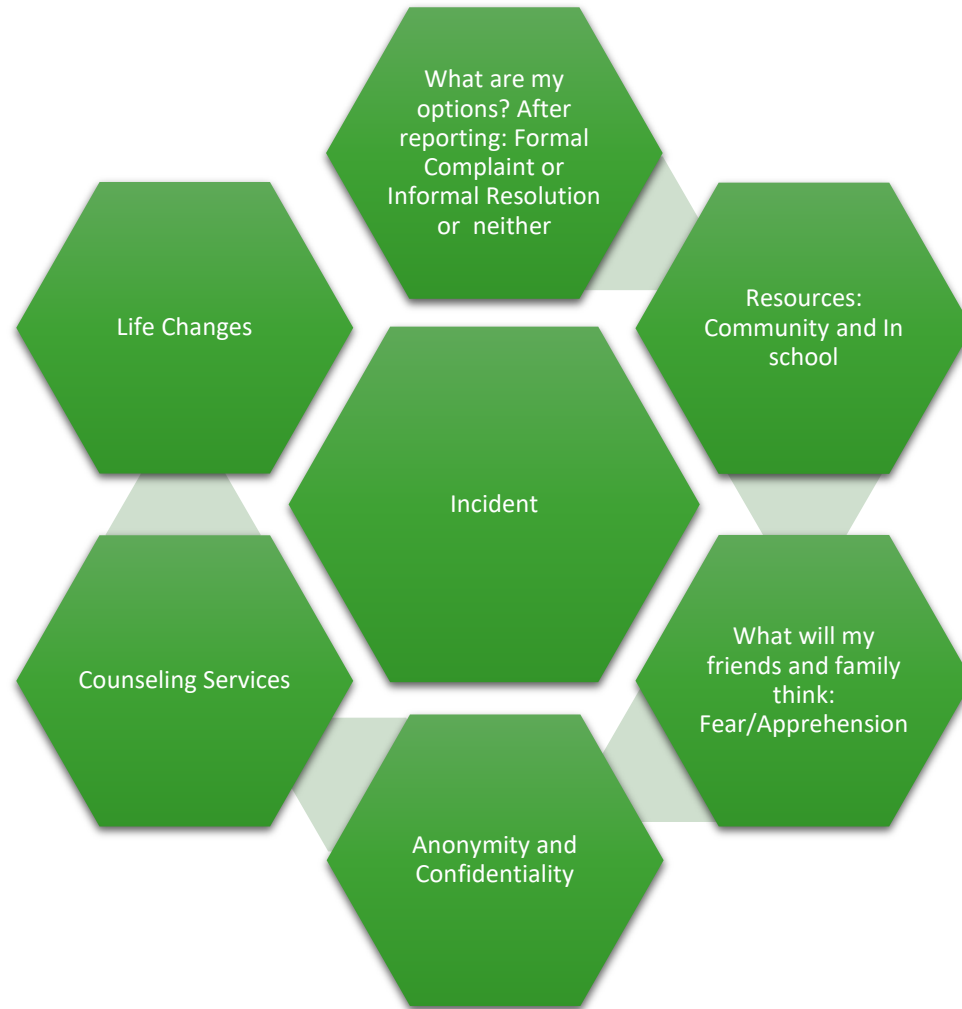 What are my
options? After
reporting: Formal
Complaint or
Informal Resolution
or neither
Resources:
Community and In
school
What will my
friends and family
think:
Fear/Apprehension
Anonymity and
Confidentiality
Counseling Services
Life Changes
Incident